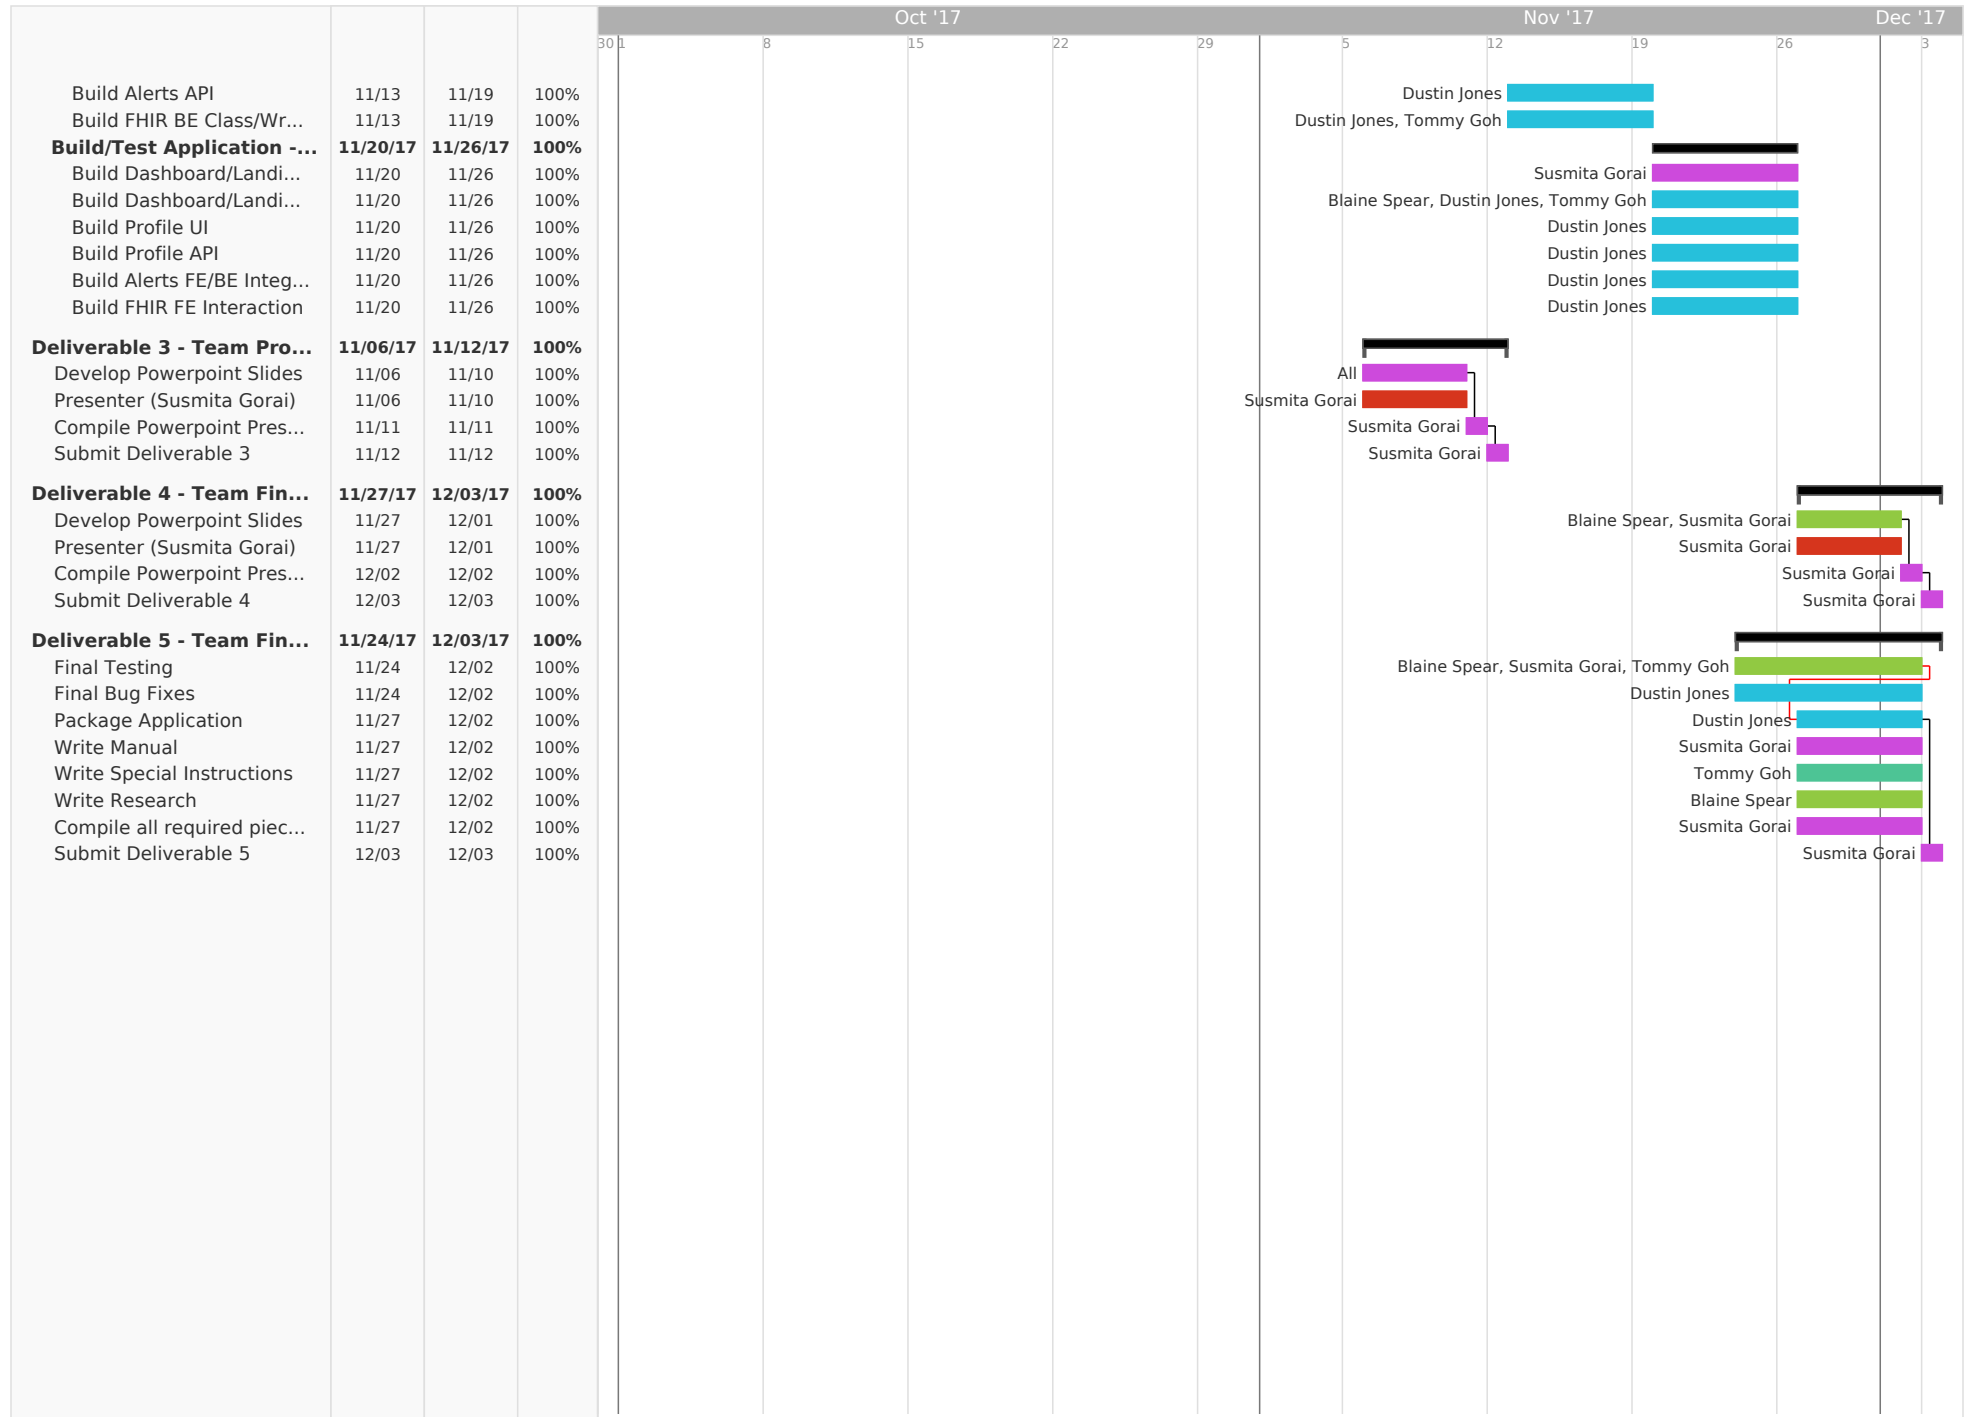 Oct '17 Nov '17 Dec '17
30 1 8 15 22 29 5 12 19 26 3
Build Alerts API 11/13 11/19 100% Dustin Jones
Build FHIR BE Class/Wr... 11/13 11/19 100% Dustin Jones, Tommy Goh
Build/Test Application -... 11/20/17 11/26/17 100%
Build Dashboard/Landi... 11/20 11/26 100% Susmita Gorai
Build Dashboard/Landi... 11/20 11/26 100% Blaine Spear, Dustin Jones, Tommy Goh
Build Profile UI 11/20 11/26 100% Dustin Jones
Build Profile API 11/20 11/26 100% Dustin Jones
Build Alerts FE/BE Integ... 11/20 11/26 100% Dustin Jones
Build FHIR FE Interaction 11/20 11/26 100% Dustin Jones
Deliverable 3 - Team Pro... 11/06/17 11/12/17 100%
Develop Powerpoint Slides 11/06 11/10 100% All
Presenter (Susmita Gorai) 11/06 11/10 100% Susmita Gorai
Compile Powerpoint Pres... 11/11 11/11 100% Susmita Gorai
Submit Deliverable 3 11/12 11/12 100% Susmita Gorai
Deliverable 4 - Team Fin... 11/27/17 12/03/17 100%
Develop Powerpoint Slides 11/27 12/01 100% Blaine Spear, Susmita Gorai
Presenter (Susmita Gorai) 11/27 12/01 100% Susmita Gorai
Compile Powerpoint Pres... 12/02 12/02 100% Susmita Gorai
Submit Deliverable 4 12/03 12/03 100% Susmita Gorai
Deliverable 5 - Team Fin... 11/24/17 12/03/17 100%
Final Testing 11/24 12/02 100% Blaine Spear, Susmita Gorai, Tommy Goh
Final Bug Fixes 11/24 12/02 100% Dustin Jones
Package Application 11/27 12/02 100% Dustin Jones
Write Manual 11/27 12/02 100% Susmita Gorai
Write Special Instructions 11/27 12/02 100% Tommy Goh
Write Research 11/27 12/02 100% Blaine Spear
Compile all required piec... 11/27 12/02 100% Susmita Gorai
Submit Deliverable 5 12/03 12/03 100% Susmita Gorai